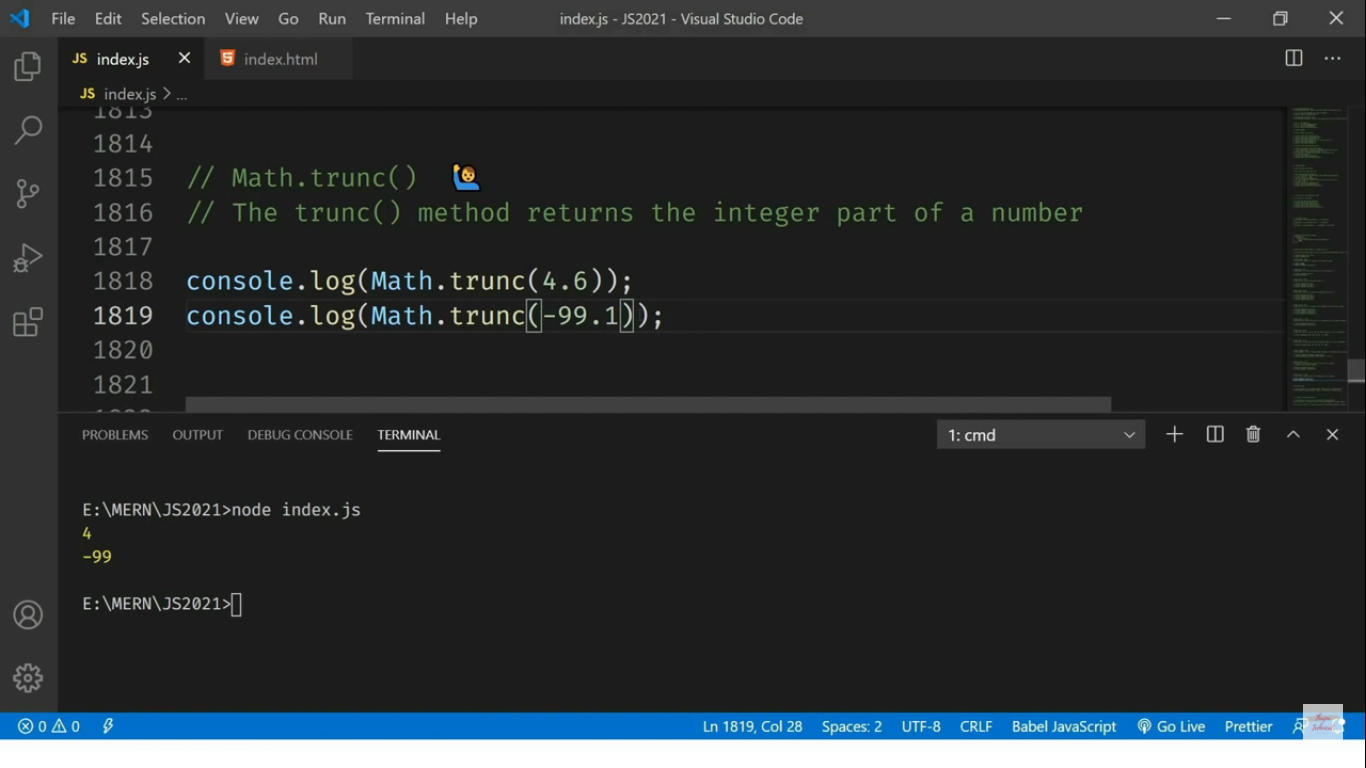 File Edit Selection View Go Run Terminal Help index.js - JS2021 - Visual Studio Code
JS index.js index.html
JS index.js > ...
1813
1814
1815 // Math.trunc() 🙋‍♂️
1816 // The trunc() method returns the integer part of a number
1817
1818 console.log(Math.trunc(4.6));
1819 console.log(Math.trunc(-99.1));
1820
1821
PROBLEMS OUTPUT DEBUG CONSOLE TERMINAL 1: cmd
E:\MERN\JS2021>node index.js
4
-99
E:\MERN\JS2021>
0 0 Ln 1819, Col 28 Spaces: 2 UTF-8 CRLF Babel JavaScript Go Live Prettier